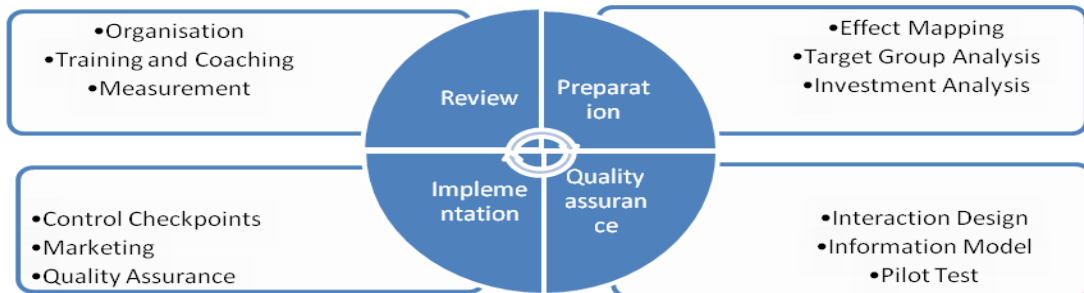 •Organisation
•Training and Coaching
•Measurement
•Effect Mapping
•Target Group Analysis
•Investment Analysis
Review
Preparat
ion
Impleme
ntation
Quality
assuran
ce
•Control Checkpoints
•Marketing
•Quality Assurance
•Interaction Design
•Information Model
•Pilot Test